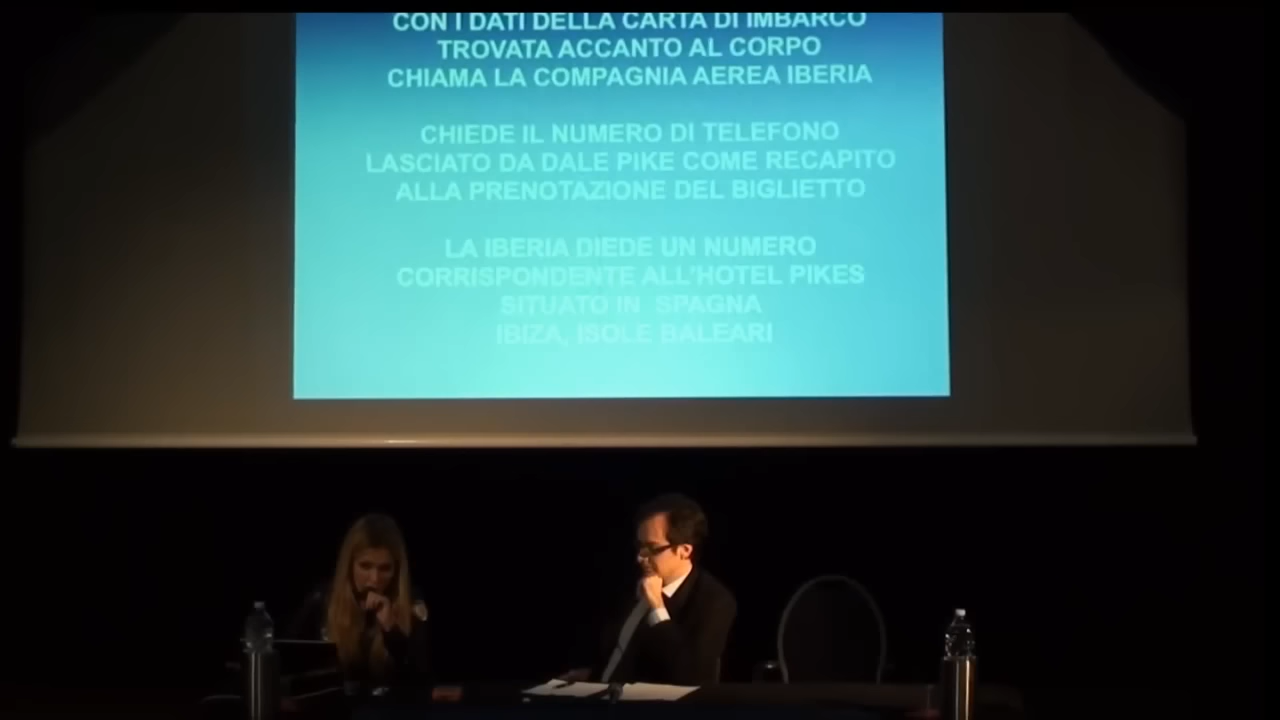 CON I DATI DELLA CARTA DI IMBARCO
TROVATA ACCANTO AL CORPO
CHIAMA LA COMPAGNIA AEREA IBERIA
CHIEDE IL NUMERO DI TELEFONO
LASCIATO DA DALE PIKE COME RECAPITO
ALLA PRENOTAZIONE DEL BIGLIETTO
LA IBERIA DIEDE UN NUMERO
CORRISPONDENTE ALL'HOTEL PIKES
SITUATO IN SPAGNA
IBIZA, ISOLE BALEARI